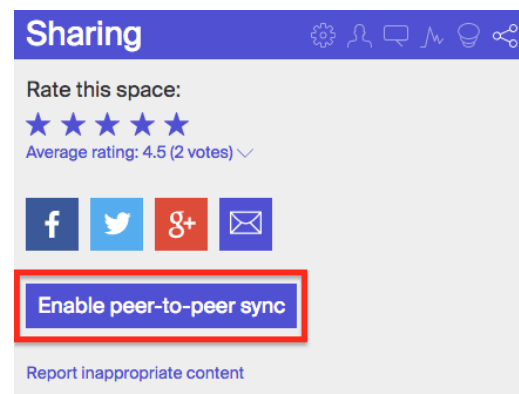 Sharing
Rate this space:
Average rating: 4.5 (2 votes)
f
g+
Enable peer-to-peer sync
Report inappropriate content